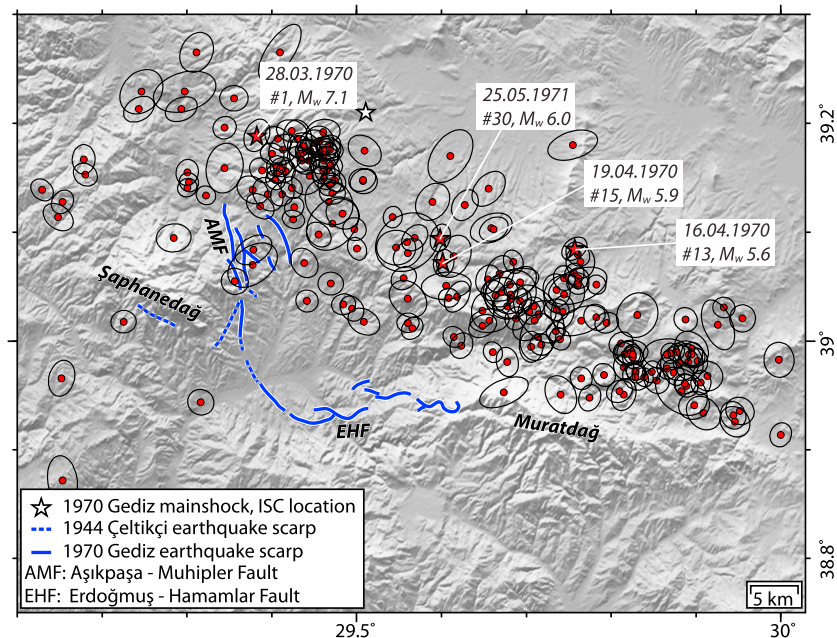 28.03.1970
#1, Mw 7.1
25.05.1971
#30, Mw 6.0
39.2°
19.04.1970
#15, Mw 5.9
16.04.1970
#13, Mw 5.6
AMF
Şaphanedağ
39°
EHF
Muratdağ
1970 Gediz mainshock, ISC location
1944 Çeltikçi earthquake scarp
1970 Gediz earthquake scarp
AMF: Aşıkpaşa - Muhipler Fault
EHF: Erdoğmuş - Hamamlar Fault
38.8°
5 km
29.5°
30°